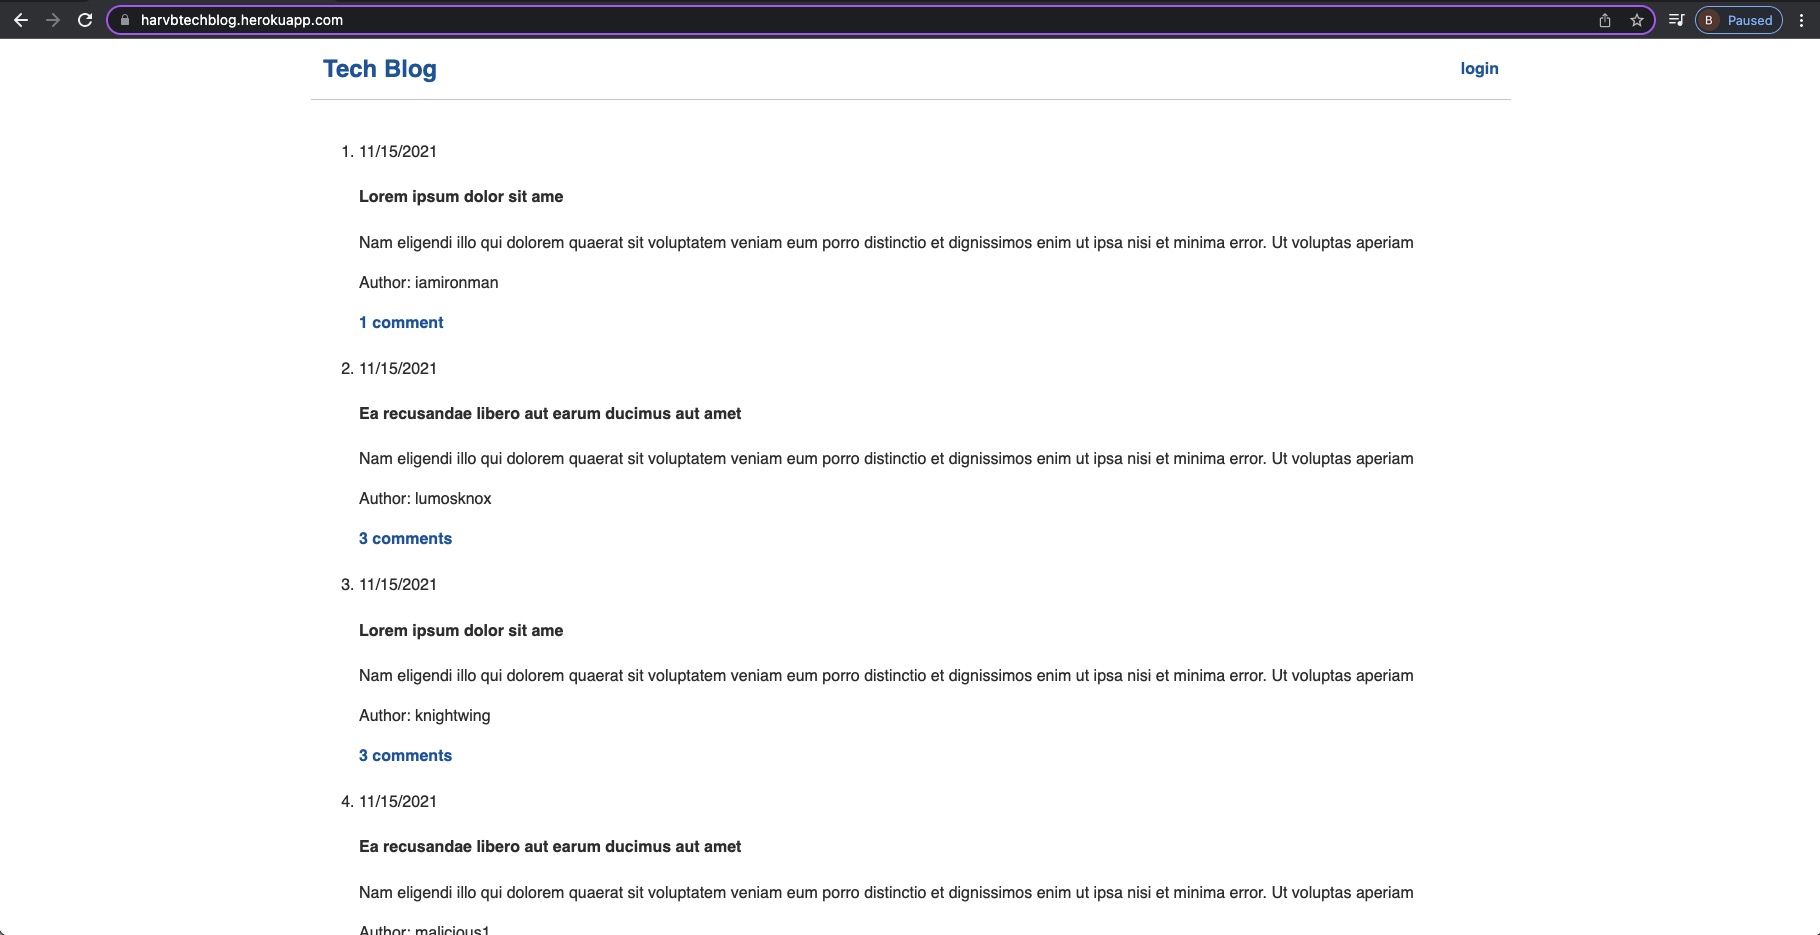 harvbtechblog.herokuapp.com
B Paused
Tech Blog
login
1. 11/15/2021
Lorem ipsum dolor sit ame
Nam eligendi illo qui dolorem quaerat sit voluptatem veniam eum porro distinctio et dignissimos enim ut ipsa nisi et minima error. Ut voluptas aperiam
Author: iamironman
1 comment
2. 11/15/2021
Ea recusandae libero aut earum ducimus aut amet
Nam eligendi illo qui dolorem quaerat sit voluptatem veniam eum porro distinctio et dignissimos enim ut ipsa nisi et minima error. Ut voluptas aperiam
Author: lumosknox
3 comments
3. 11/15/2021
Lorem ipsum dolor sit ame
Nam eligendi illo qui dolorem quaerat sit voluptatem veniam eum porro distinctio et dignissimos enim ut ipsa nisi et minima error. Ut voluptas aperiam
Author: knightwing
3 comments
4. 11/15/2021
Ea recusandae libero aut earum ducimus aut amet
Nam eligendi illo qui dolorem quaerat sit voluptatem veniam eum porro distinctio et dignissimos enim ut ipsa nisi et minima error. Ut voluptas aperiam
Author: malicious1